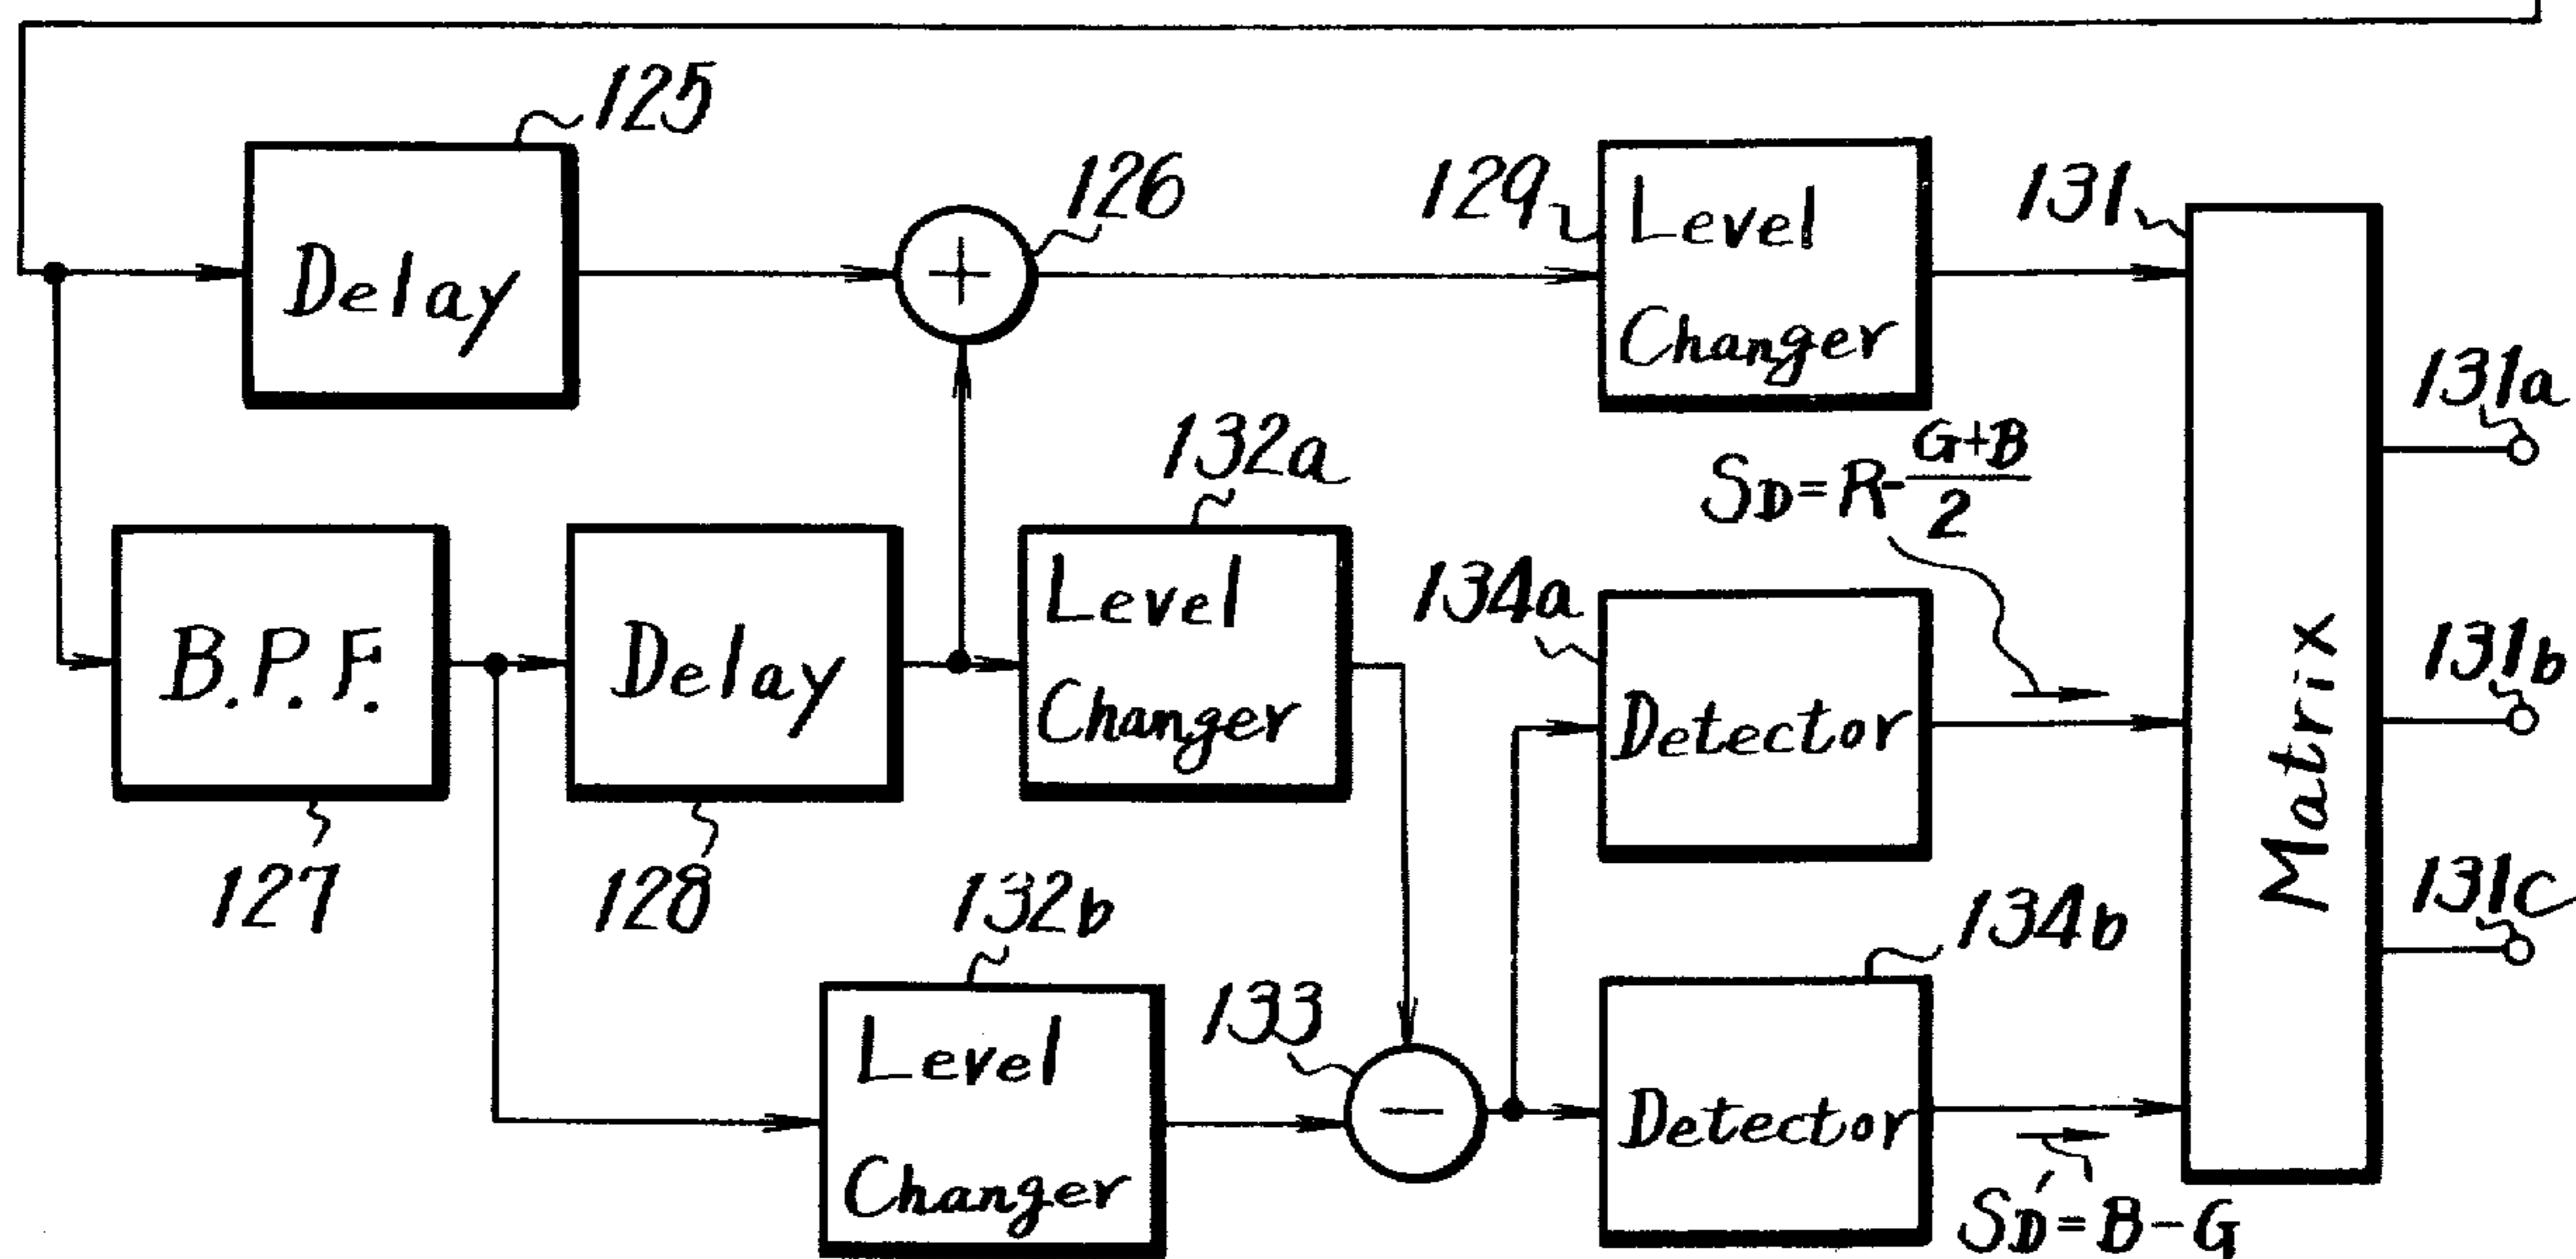 125
Delay
126
129
Level
Changer
131
131a
132a
SD=R-G+B/2
B.P.F.
Delay
Level
Changer
134a
Detector
131b
Matrix
127
128
132b
Level
Changer
133
134b
Detector
131c
SD'=B-G
+
−